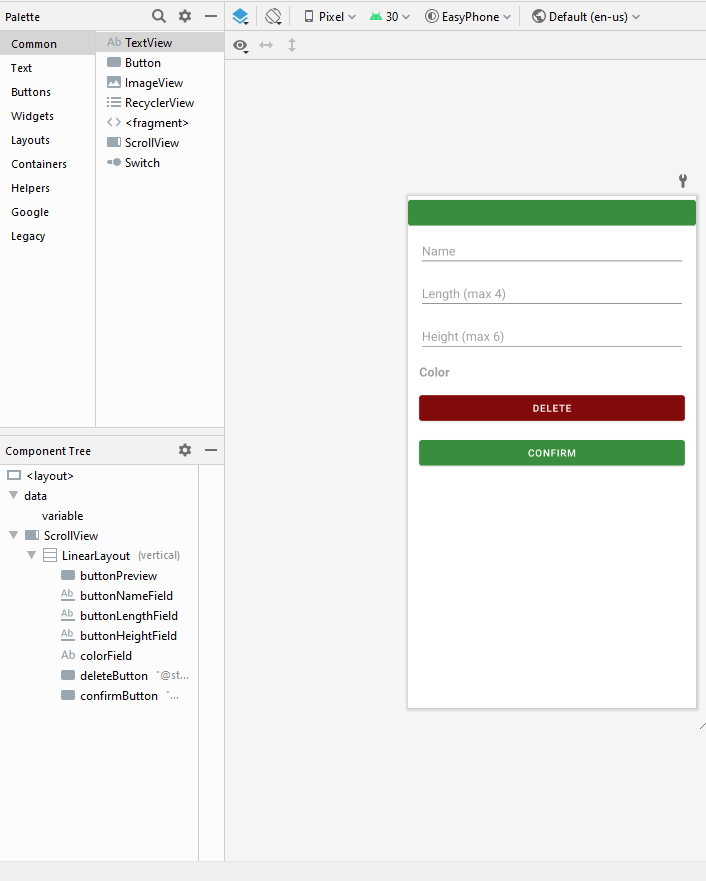 Palette
Pixel
30
EasyPhone
Default (en-us)
Common
Text
Buttons
Widgets
Layouts
Containers
Helpers
Google
Legacy
Ab TextView
Button
ImageView
RecyclerView
<fragment>
ScrollView
Switch
Name
Length (max 4)
Height (max 6)
Color
DELETE
CONFIRM
Component Tree
<layout>
data
variable
ScrollView
LinearLayout (vertical)
buttonPreview
Ab buttonNameField
Ab buttonLengthField
Ab buttonHeightField
Ab colorField
deleteButton "@st...
confirmButton "...